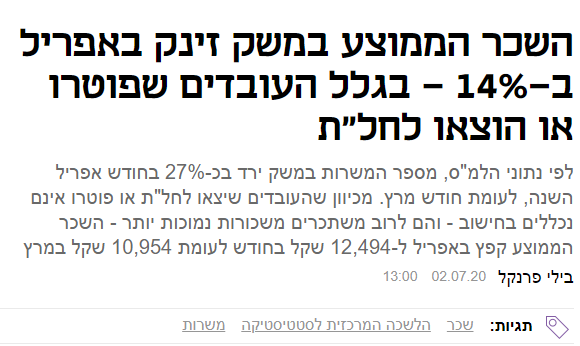 השכר הממוצע במשק זינק באפריל
ב–14% – בגלל העובדים שפוטרו
או הוצאו לחל"ת
לפי נתוני הלמ"ס, מספר המשרות במשק ירד בכ-27% בחודש אפריל
השנה, לעומת חודש מרץ. מכיוון שהעובדים שיצאו לחל"ת או פוטרו אינם
נכללים בחישוב - והם לרוב משתכרים משכורות נמוכות יותר - השכר
הממוצע קפץ באפריל ל-12,494 שקל בחודש לעומת 10,954 שקל במרץ
בילי פרנקל 02.07.20 13:00
תגיות: שכר הלשכה המרכזית לסטטיסטיקה משרות